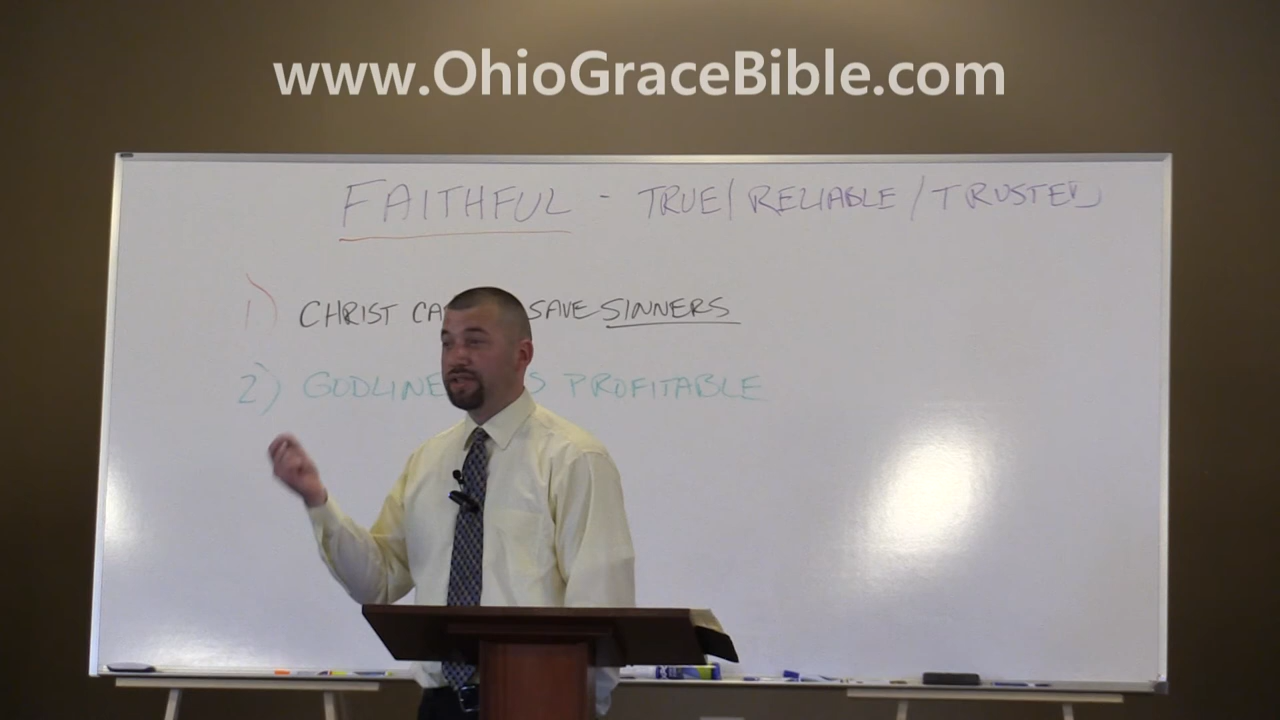 www.OhioGraceBible.com
FAITHFUL - TRUE/RELIABLE/TRUSTED
1.) CHRIST SAVE SINNERS
2.) PROFITABLE